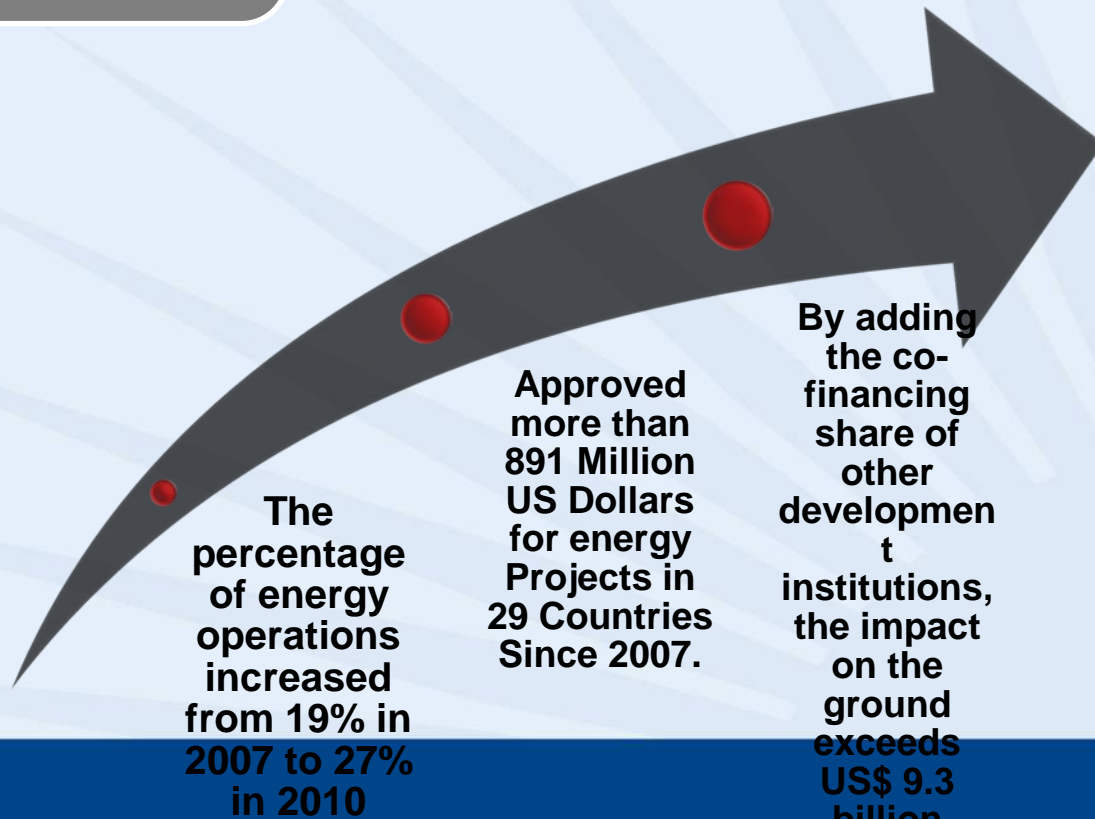 The
percentage
of energy
operations
increased
from 19% in
2007 to 27%
in 2010
Approved
more than
891 Million
US Dollars
for energy
Projects in
29 Countries
Since 2007.
By adding
the co-
financing
share of
other
developmen
t
institutions,
the impact
on the
ground
exceeds
US$ 9.3
billion